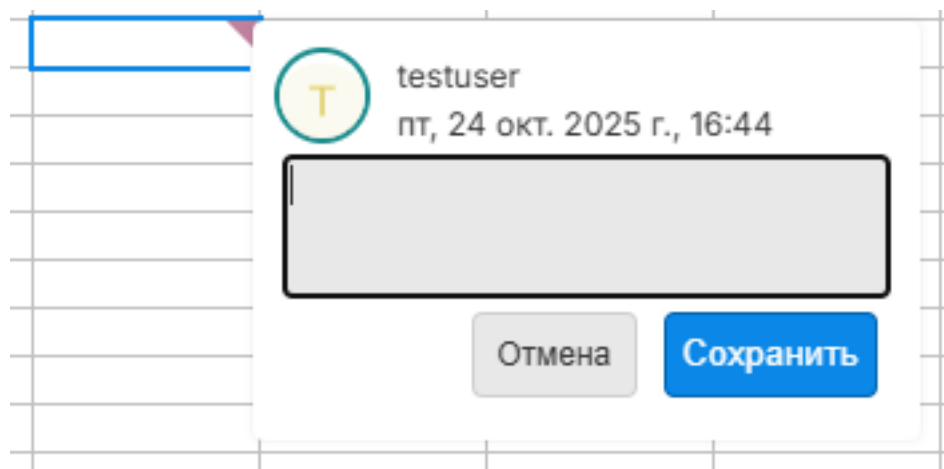 T
testuser
пт, 24 окт. 2025 г., 16:44
Отмена
Сохранить